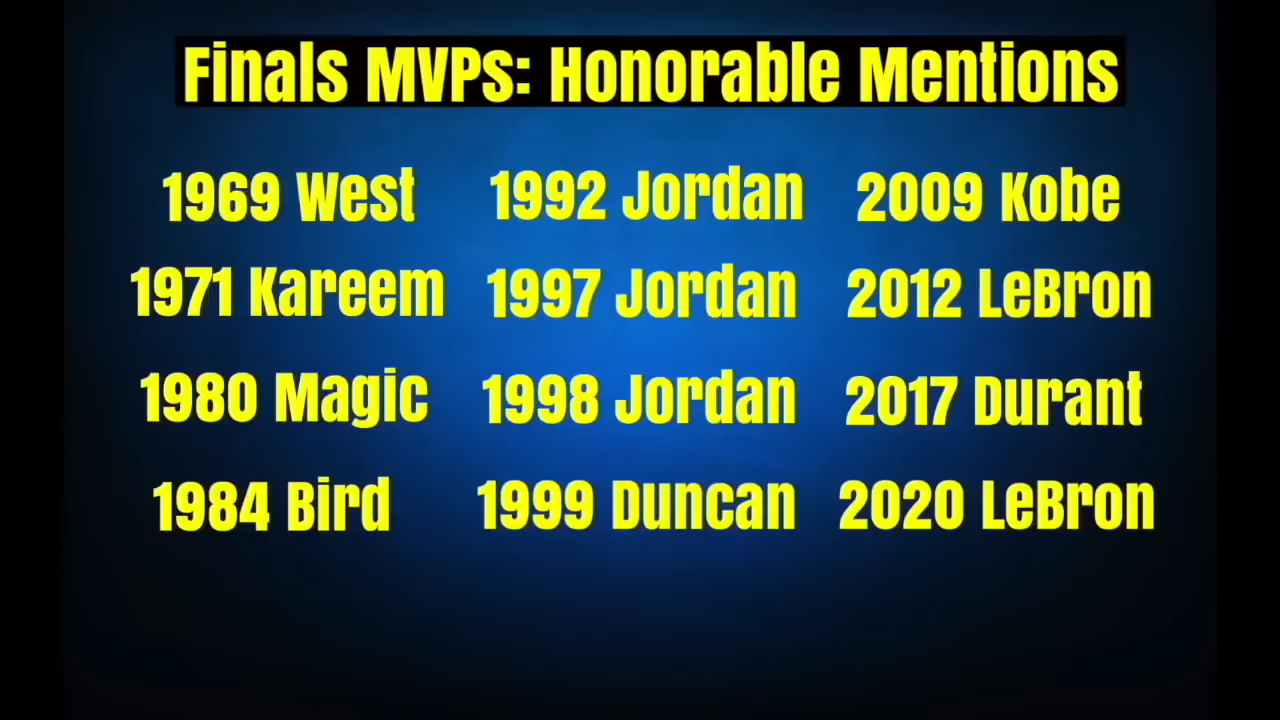 Finals MVPs: Honorable Mentions
1969 West
1971 Kareem
1980 Magic
1984 Bird
1992 Jordan
1997 Jordan
1998 Jordan
1999 Duncan
2009 Kobe
2012 LeBron
2017 Durant
2020 LeBron